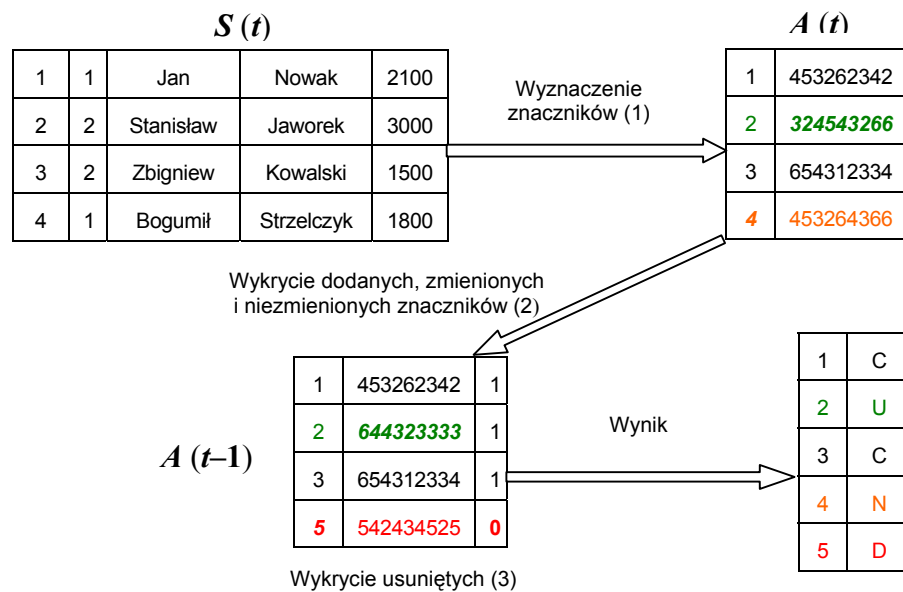 S (t)
1 1 Jan Nowak 2100
2 2 Stanisław Jaworek 3000
3 2 Zbigniew Kowalski 1500
4 1 Bogumił Strzelczyk 1800
Wyznaczenie
znaczników (1)
A (t)
1 453262342
2 324543266
3 654312334
4 453264366
Wykrycie dodanych, zmienionych
i niezmienionych znaczników (2)
A (t–1)
1 453262342 1
2 644323333 1
3 654312334 1
5 542434525 0
Wykrycie usuniętych (3)
Wynik
1 C
2 U
3 C
4 N
5 D